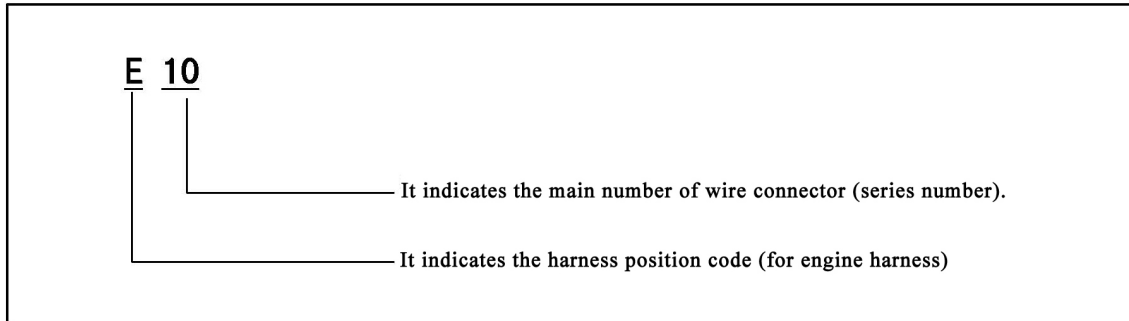 E 10
It indicates the main number of wire connector (series number).
It indicates the harness position code (for engine harness)